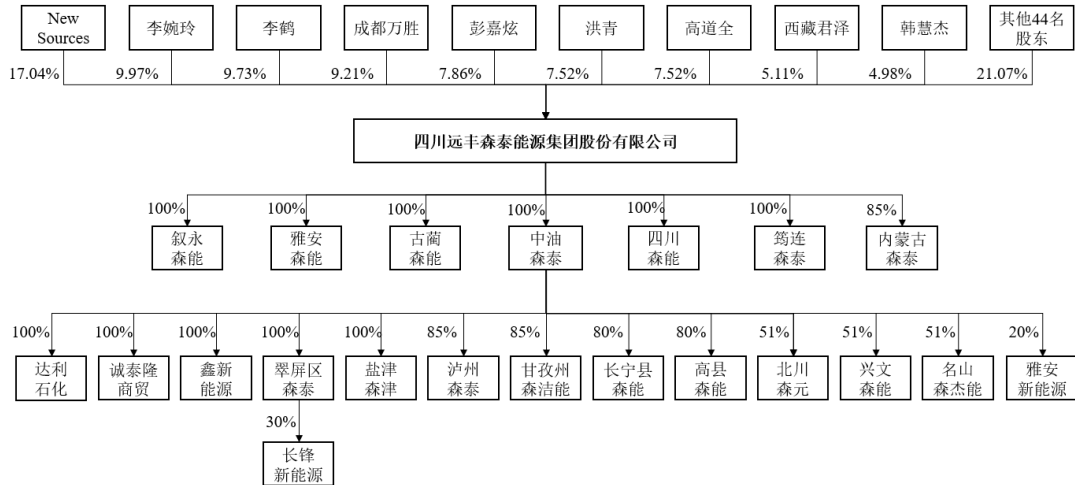 New
Sources
李婉玲
李鹤
成都万胜
彭嘉炫
洪青
高道全
西藏君泽
韩慧杰
其他44名
股东
17.04%
9.97%
9.73%
9.21%
7.86%
7.52%
7.52%
5.11%
4.98%
21.07%
四川远丰森泰能源集团股份有限公司
100%
100%
100%
100%
100%
100%
85%
叙永
森能
雅安
森能
古蔺
森能
中油
森泰
四川
森能
筠连
森泰
内蒙古
森泰
100%
100%
100%
100%
100%
85%
85%
80%
80%
51%
51%
51%
20%
达利
石化
诚泰隆
商贸
鑫新
能源
翠屏区
森泰
盐津
森津
泸州
森泰
甘孜州
森洁能
长宁县
森能
高县
森能
北川
森元
兴文
森能
名山
森杰能
雅安
新能源
30%
长锋
新能源